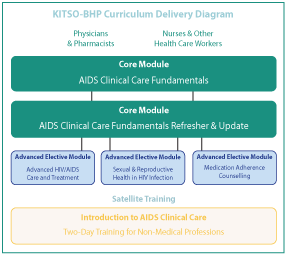 KITSO-BHP Curriculum Delivery Diagram
Physicians
& Pharmacists
Nurses & Other
Health Care Workers
Core Module
AIDS Clinical Care Fundamentals
Core Module
AIDS Clinical Care Fundamentals Refresher & Update
Advanced Elective Module
Advanced HIV/AIDS
Care and Treatment
Advanced Elective Module
Sexual & Reproductive
Health in HIV Infection
Advanced Elective Module
Medication Adherence
Counselling
Satellite Training
Introduction to AIDS Clinical Care
Two-Day Training for Non-Medical Professions